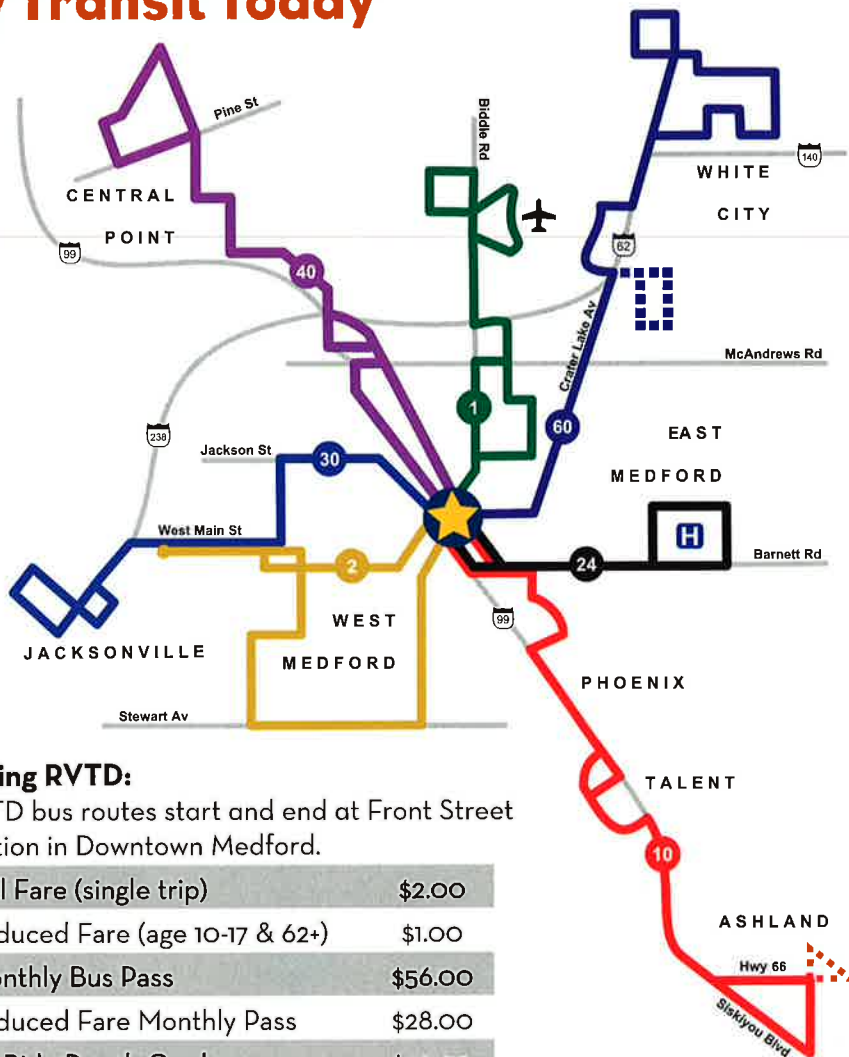 Transit Today
Pine St
Biddle Rd
140
WHITE
CITY
CENTRAL
POINT
99
62
40
Crater Lake Av
McAndrews Rd
1
60
238
EAST
MEDFORD
Jackson St
30
West Main St
H
Barnett Rd
2
24
WEST
MEDFORD
99
JACKSONVILLE
PHOENIX
Stewart Av
TALENT
ing RVTD:
TD bus routes start and end at Front Street
tion in Downtown Medford.
10
l Fare (single trip) $2.00
duced Fare (age 10-17 & 62+) $1.00
onthly Bus Pass $56.00
duced Fare Monthly Pass $28.00
ASHLAND
Hwy 66
Siskiyou Blvd